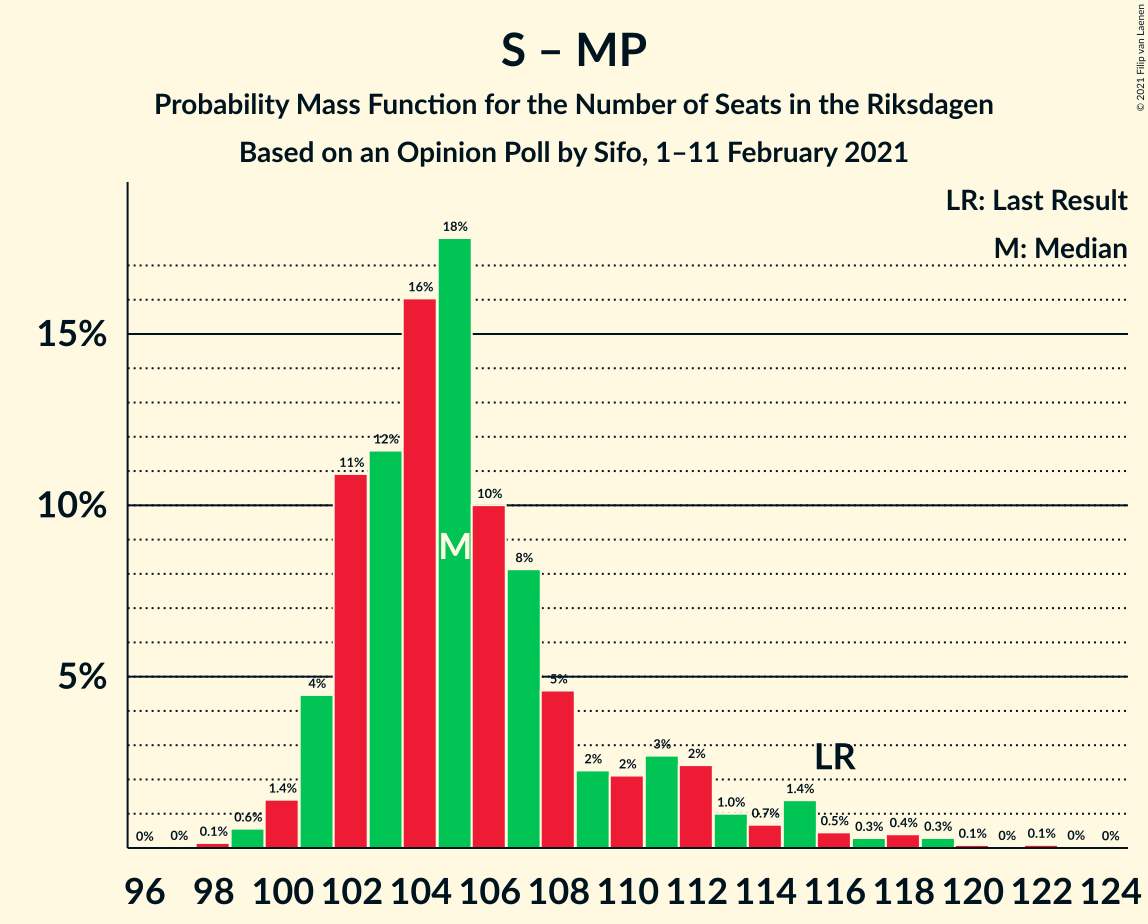 S – MP
Probability Mass Function for the Number of Seats in the Riksdagen
Based on an Opinion Poll by Sifo, 1–11 February 2021
© 2021 Filip van Laenen
LR: Last Result
M: Median
15%
10%
5%
0% 0% 0.1% 0.6% 1.4% 4% 11% 12% 16% 18% 10% 8% 5% 2% 2% 3% 2% 1.0% 0.7% 1.4% 0.5% 0.3% 0.4% 0.3% 0.1% 0% 0.1% 0% 0%
M
LR
96 98 100 102 104 106 108 110 112 114 116 118 120 122 124